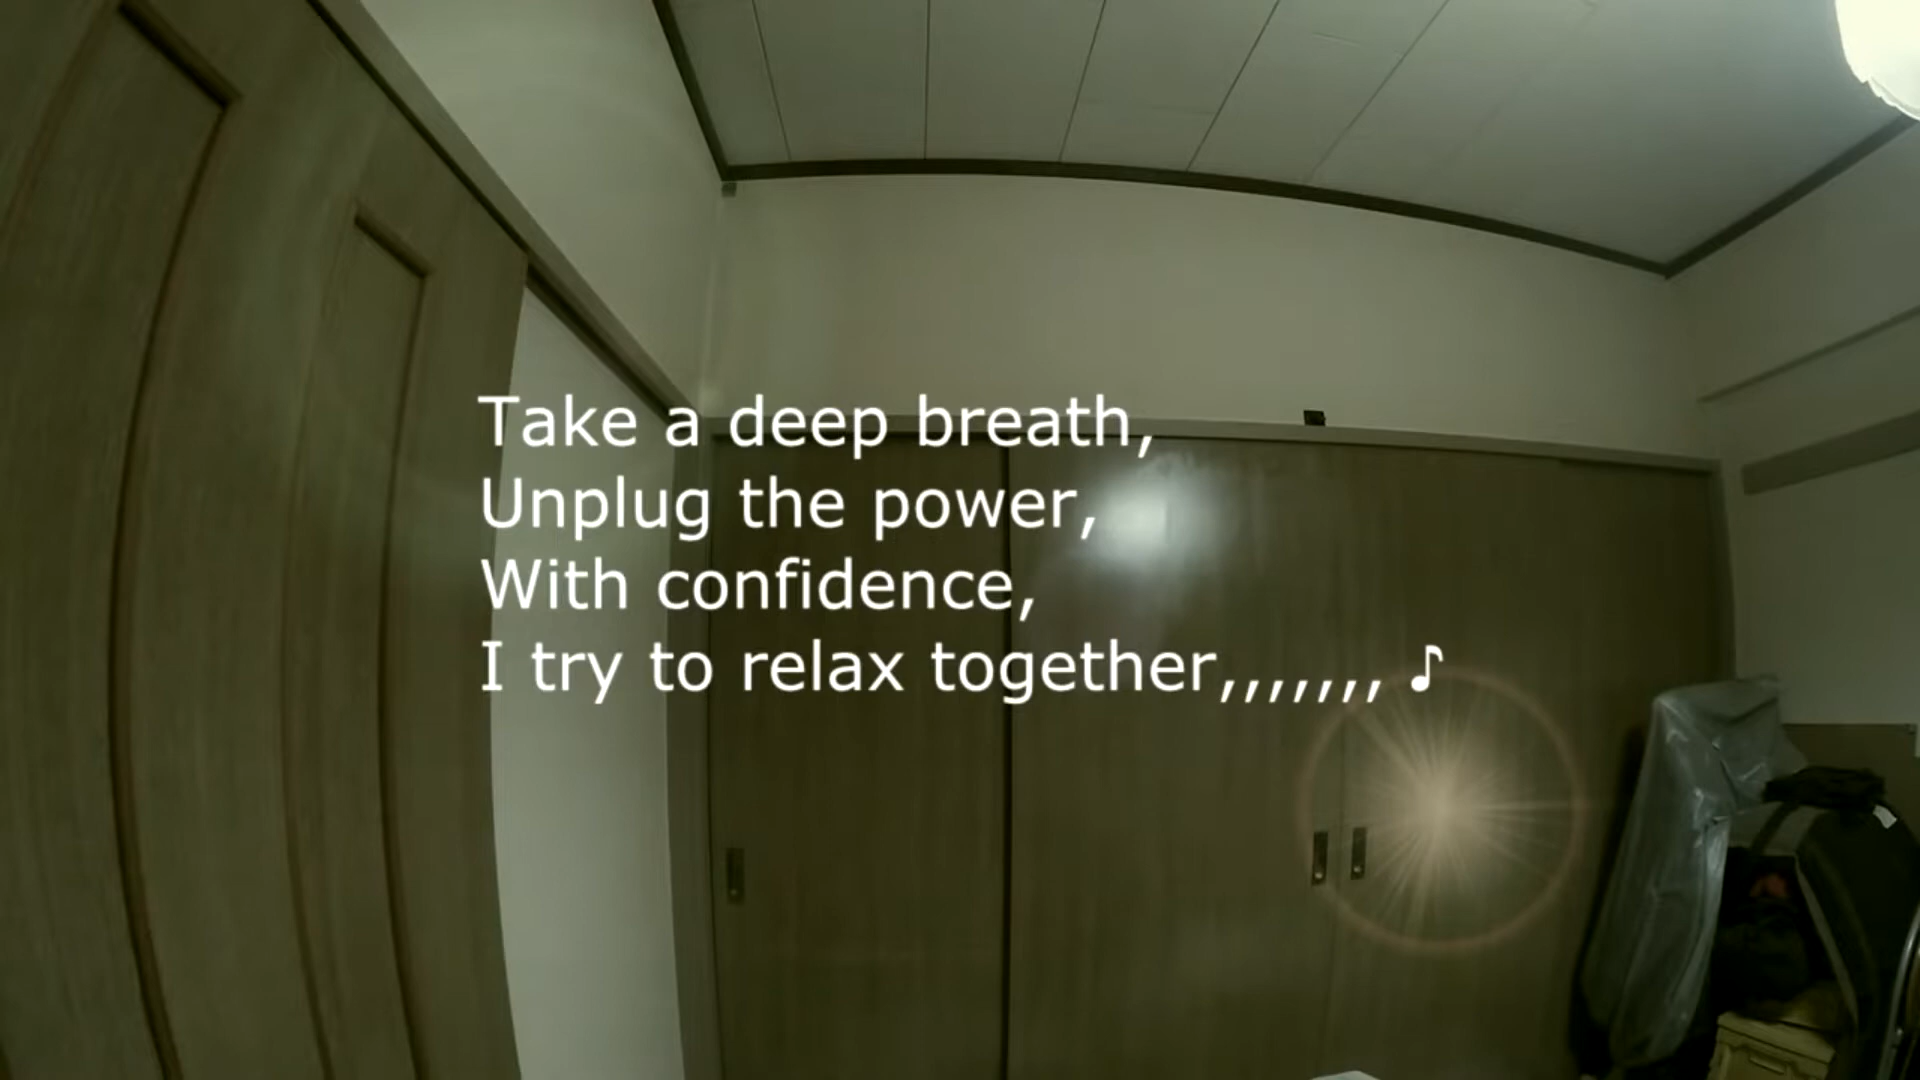 Take a deep breath,
Unplug the power,
With confidence,
I try to relax together,,,,,,, ♪